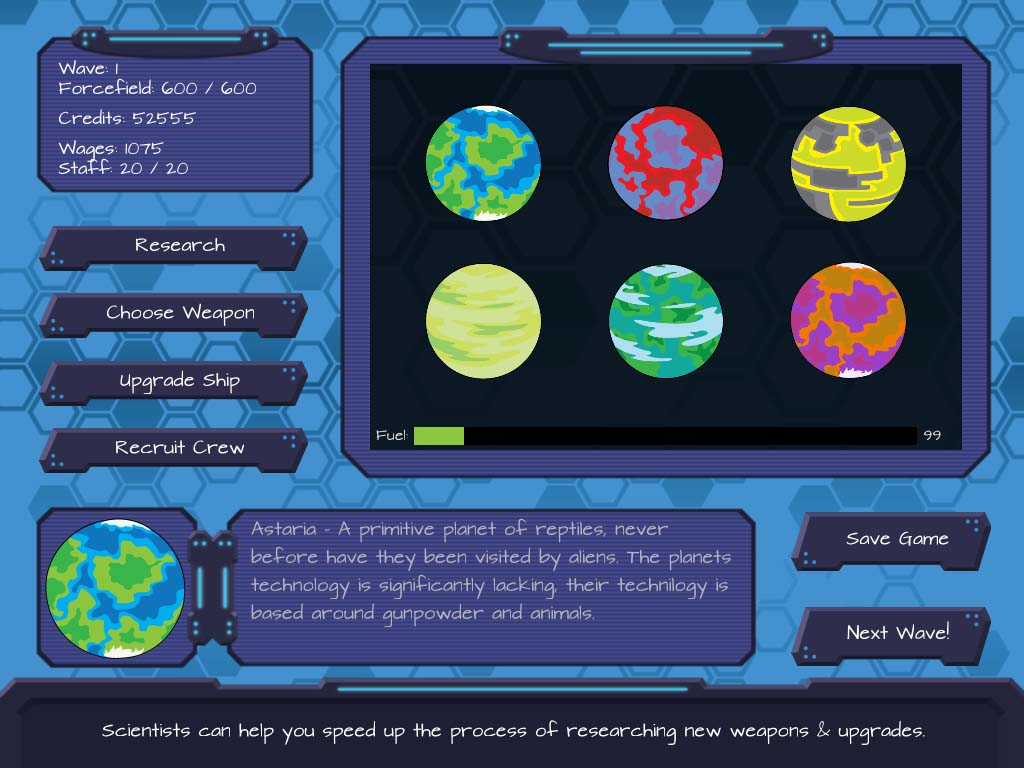 Wave: 1
Forcefield: 600 / 600
Credits: 52555
Wages: 1075
Staff: 20 / 20
Research
Choose Weapon
Upgrade Ship
Recruit Crew
Fuel:
99
Astaria - A primitive planet of reptiles, never
before have they been visited by aliens. The planets
technology is significantly lacking, their technilogy is
based around gunpowder and animals.
Save Game
Next Wave!
Scientists can help you speed up the process of researching new weapons & upgrades.